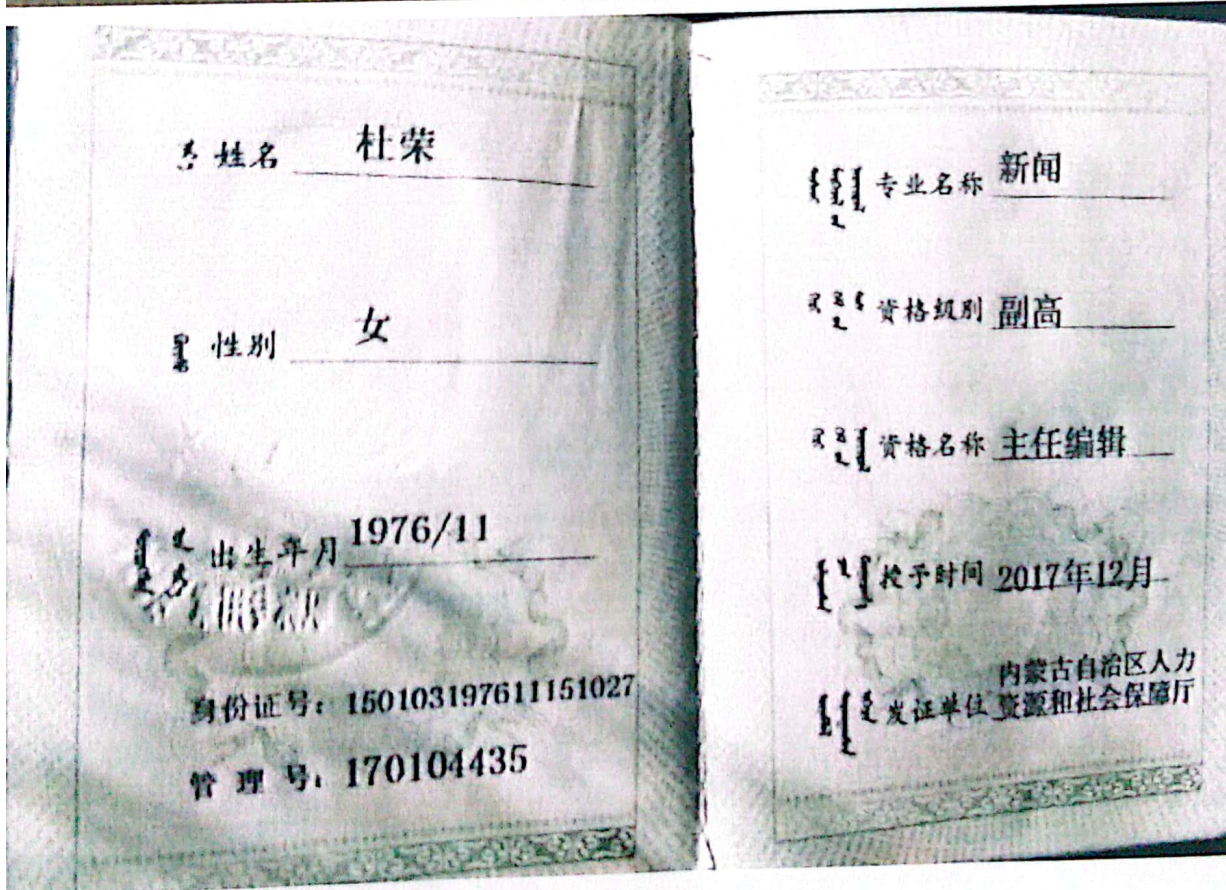 姓名 杜荣
性别 女
出生年月 1976/11
身份证号：150103197611151027
管理号：170104435
专业名称 新闻
资格级别 副高
资格名称 主任编辑
授予时间 2017年12月
发证单位 内蒙古自治区人力
资源和社会保障厅